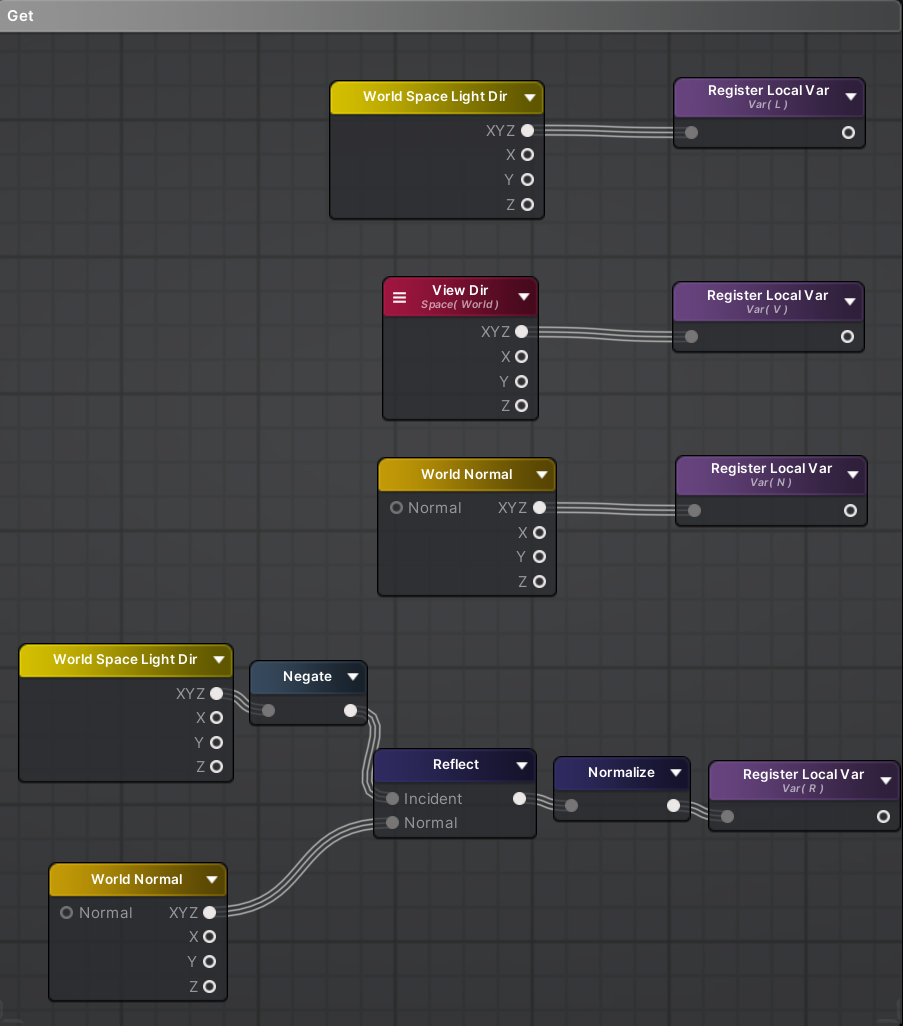 Get
World Space Light Dir
XYZ
X
Y
Z
Register Local Var
Var( L )
View Dir
Space( World )
XYZ
X
Y
Z
Register Local Var
Var( V )
World Normal
Normal XYZ
X
Y
Z
Register Local Var
Var( N )
World Space Light Dir
XYZ
X
Y
Z
Negate
Reflect
Incident
Normal
Normalize
Register Local Var
Var( R )
World Normal
Normal XYZ
X
Y
Z